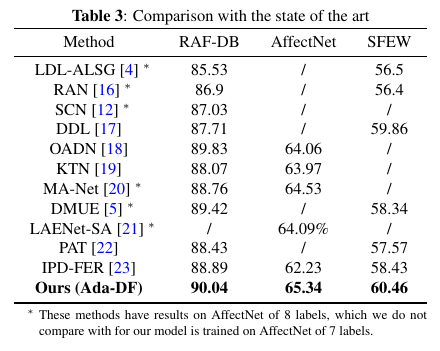 Table 3: Comparison with the state of the art
Method RAF-DB AffectNet SFEW
LDL-ALSG [4] * 85.53 / 56.5
RAN [16] * 86.9 / 56.4
SCN [12] * 87.03 / /
DDL [17] 87.71 / 59.86
OADN [18] 89.83 64.06 /
KTN [19] 88.07 63.97 /
MA-Net [20] * 88.76 64.53 /
DMUE [5] * 89.42 / 58.34
LAENet-SA [21] * / 64.09% /
PAT [22] 88.43 / 57.57
IPD-FER [23] 88.89 62.23 58.43
Ours (Ada-DF) 90.04 65.34 60.46
* These methods have results on AffectNet of 8 labels, which we do not
compare with for our model is trained on AffectNet of 7 labels.